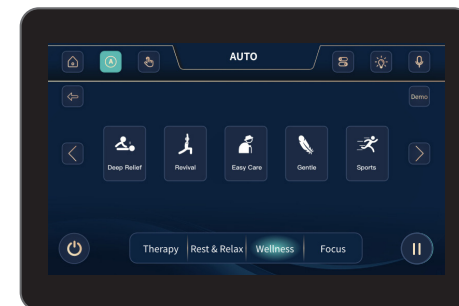 AUTO
A
Demo
Deep Relief
Revival
Easy Care
Gentle
Sports
Therapy
Rest & Relax
Wellness
Focus